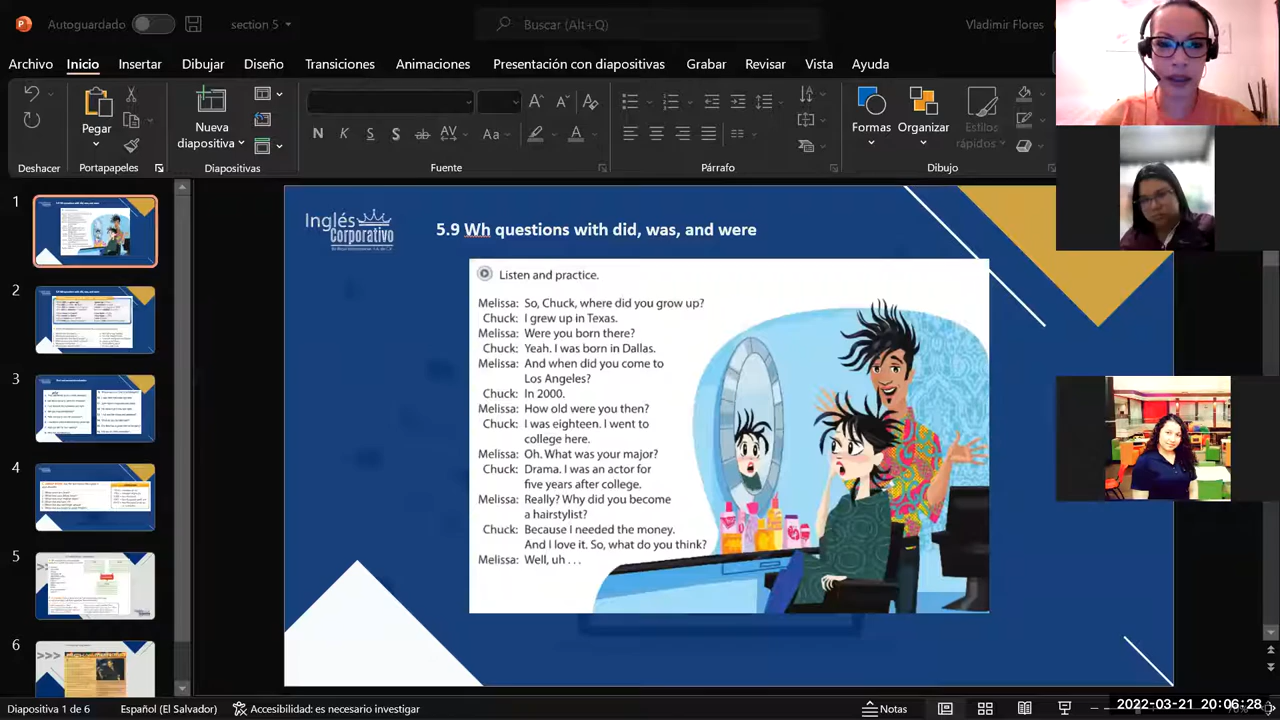 Autoguardado
section 5
Buscar (Alt+Q)
Vladimir Flores
Archivo Inicio Insertar Dibujar Diseño Transiciones Animaciones Presentación con diapositivas Grabar Revisar Vista Ayuda
Pegar
Nueva
diapositiva
Formas
Organizar
Estilos
rápidos
Deshacer
Portapapeles
Diapositivas
Fuente
Párrafo
Dibujo
1
2
3
4
5
6
Inglés
corporativo
5.9 Wh questions with did, was, and were
Listen and practice.
Melissa: So, Chuck, where did you grow up?
I grew up in Texas.
Melissa: Were you born there?
Chuck: Yeah. I was born in Dallas.
Melissa: And when did you come to
Los Angeles?
Chuck: In 2000.
Melissa: How old were you then?
Chuck: I was eighteen. I went to
college here.
Melissa: Oh. What was your major?
Chuck: Drama. I was an actor for
five years after college.
Melissa: Really? Why did you become
a hairstylist?
Chuck: Because I needed the money.
And I love it. So, what do you think?
Melissa: Well, uh . . .
Diapositiva 1 de 6
Español (El Salvador)
Accesibilidad: es necesario investigar
Notas
2022-03-21 20:06:28